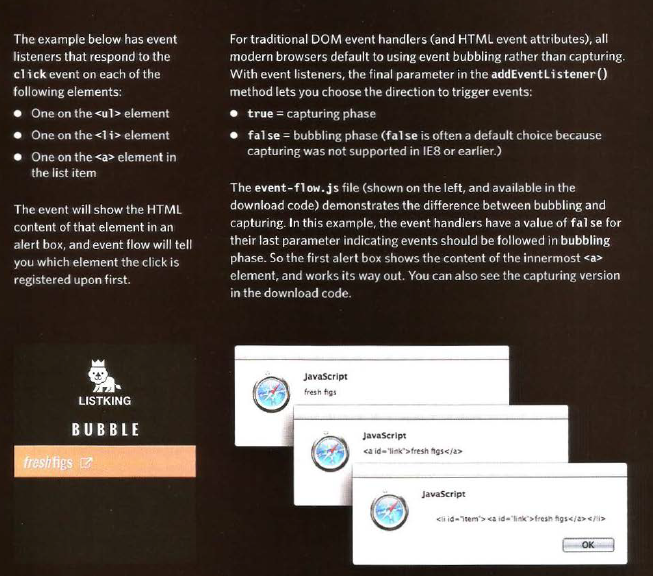 The example below has event
listeners that respond to the
click event on each of the
following elements:
● One on the <ul> element
● One on the <li> element
● One on the <a> element in
the list item
The event will show the HTML
content of that element in an
alert box, and event flow will tell
you which element the click is
registered upon first.
For traditional DOM event handlers (and HTML event attributes), all
modern browsers default to using event bubbling rather than capturing.
With event listeners, the final parameter in the addEventListener()
method lets you choose the direction to trigger events:
● true = capturing phase
● false = bubbling phase (false is often a default choice because
capturing was not supported in IE8 or earlier.)
The event-flow.js file (shown on the left, and available in the
download code) demonstrates the difference between bubbling and
capturing. In this example, the event handlers have a value of false for
their last parameter indicating events should be followed in bubbling
phase. So the first alert box shows the content of the innermost <a>
element, and works its way out. You can also see the capturing version
in the download code.
LISTKING
BUBBLE
freshfigs
JavaScript
fresh figs
JavaScript
<a id="link">fresh figs</a>
JavaScript
<li id="item"><a id="link">fresh figs</a></li>
OK